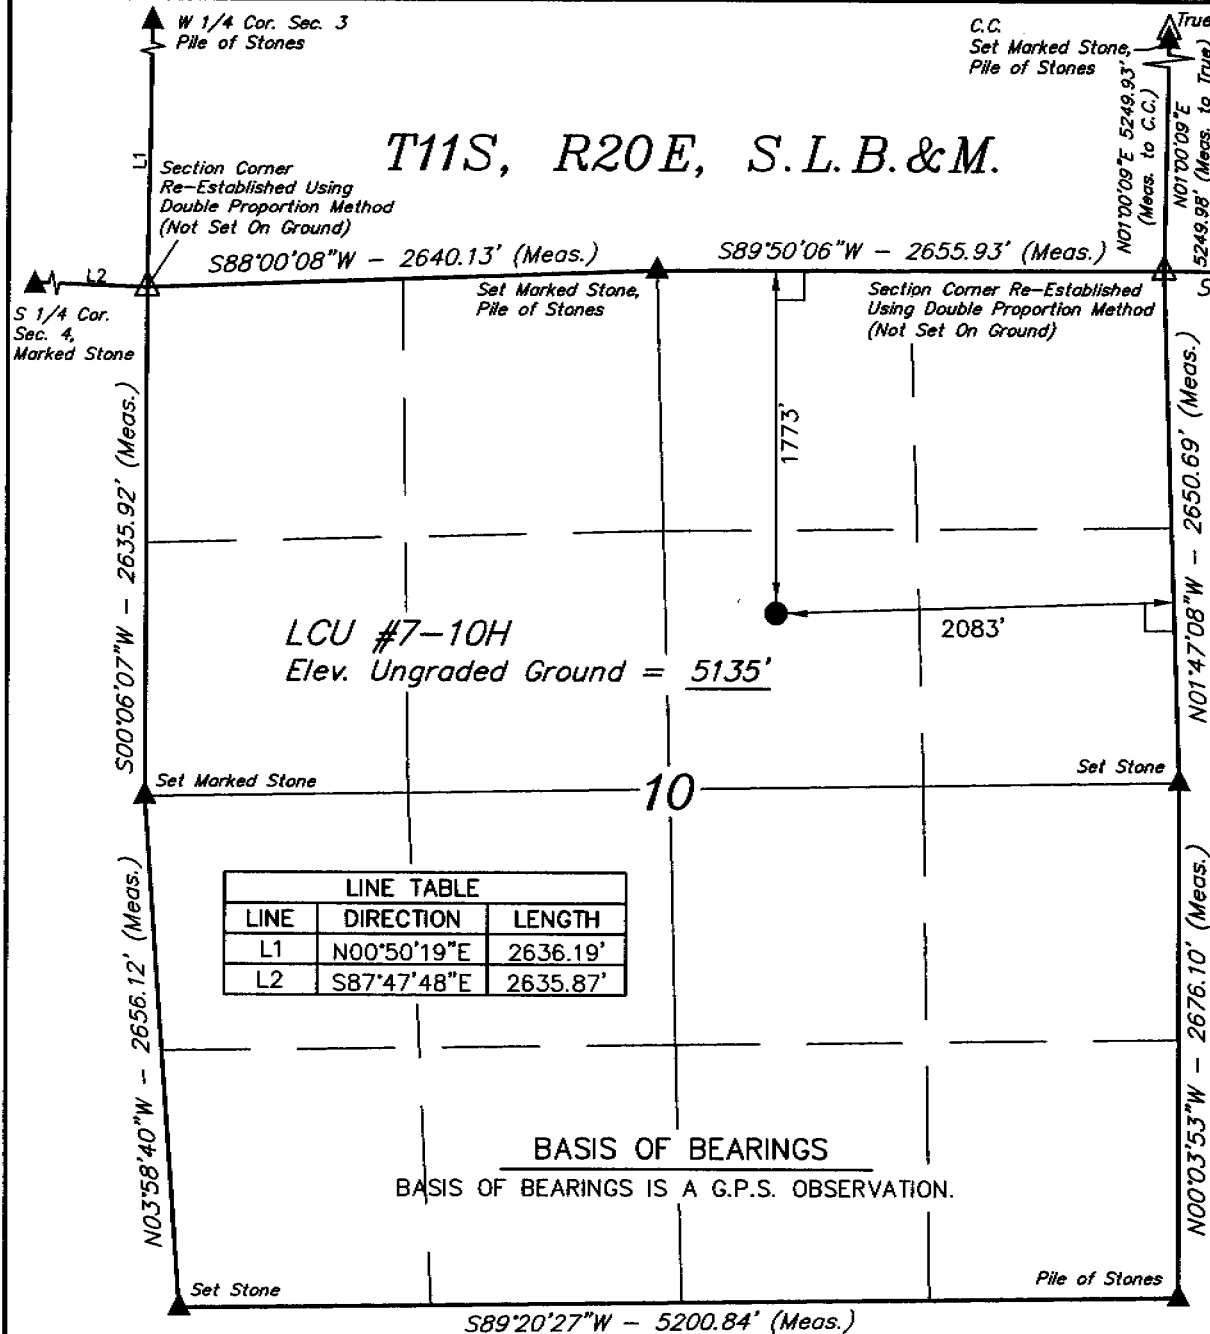 W 1/4 Cor. Sec. 3
Pile of Stones
C.C.
Set Marked Stone,
Pile of Stones
True
N01°00'09"E 5249.93'
(Meas. to C.C.)
N01°00'09"E
5249.98' (Meas. to True)
T11S, R20E, S.L.B.&M.
L1
Section Corner
Re-Established Using
Double Proportion Method
(Not Set On Ground)
S88°00'08"W - 2640.13' (Meas.)
S89°50'06"W - 2655.93' (Meas.)
L2
S 1/4 Cor.
Sec. 4,
Marked Stone
Set Marked Stone,
Pile of Stones
Section Corner Re-Established
Using Double Proportion Method
(Not Set On Ground)
S
S00°06'07"W - 2635.92' (Meas.)
1773'
N01°47'08"W - 2650.69' (Meas.)
2083'
LCU #7-10H
Elev. Ungraded Ground = 5135'
Set Marked Stone
10
Set Stone
LINE TABLE
LINE DIRECTION LENGTH
L1 N00°50'19"E 2636.19'
L2 S87°47'48"E 2635.87'
N03°58'40"W - 2656.12' (Meas.)
N00°03'53"W - 2676.10' (Meas.)
BASIS OF BEARINGS
BASIS OF BEARINGS IS A G.P.S. OBSERVATION.
Set Stone
Pile of Stones
S89°20'27"W - 5200.84' (Meas.)